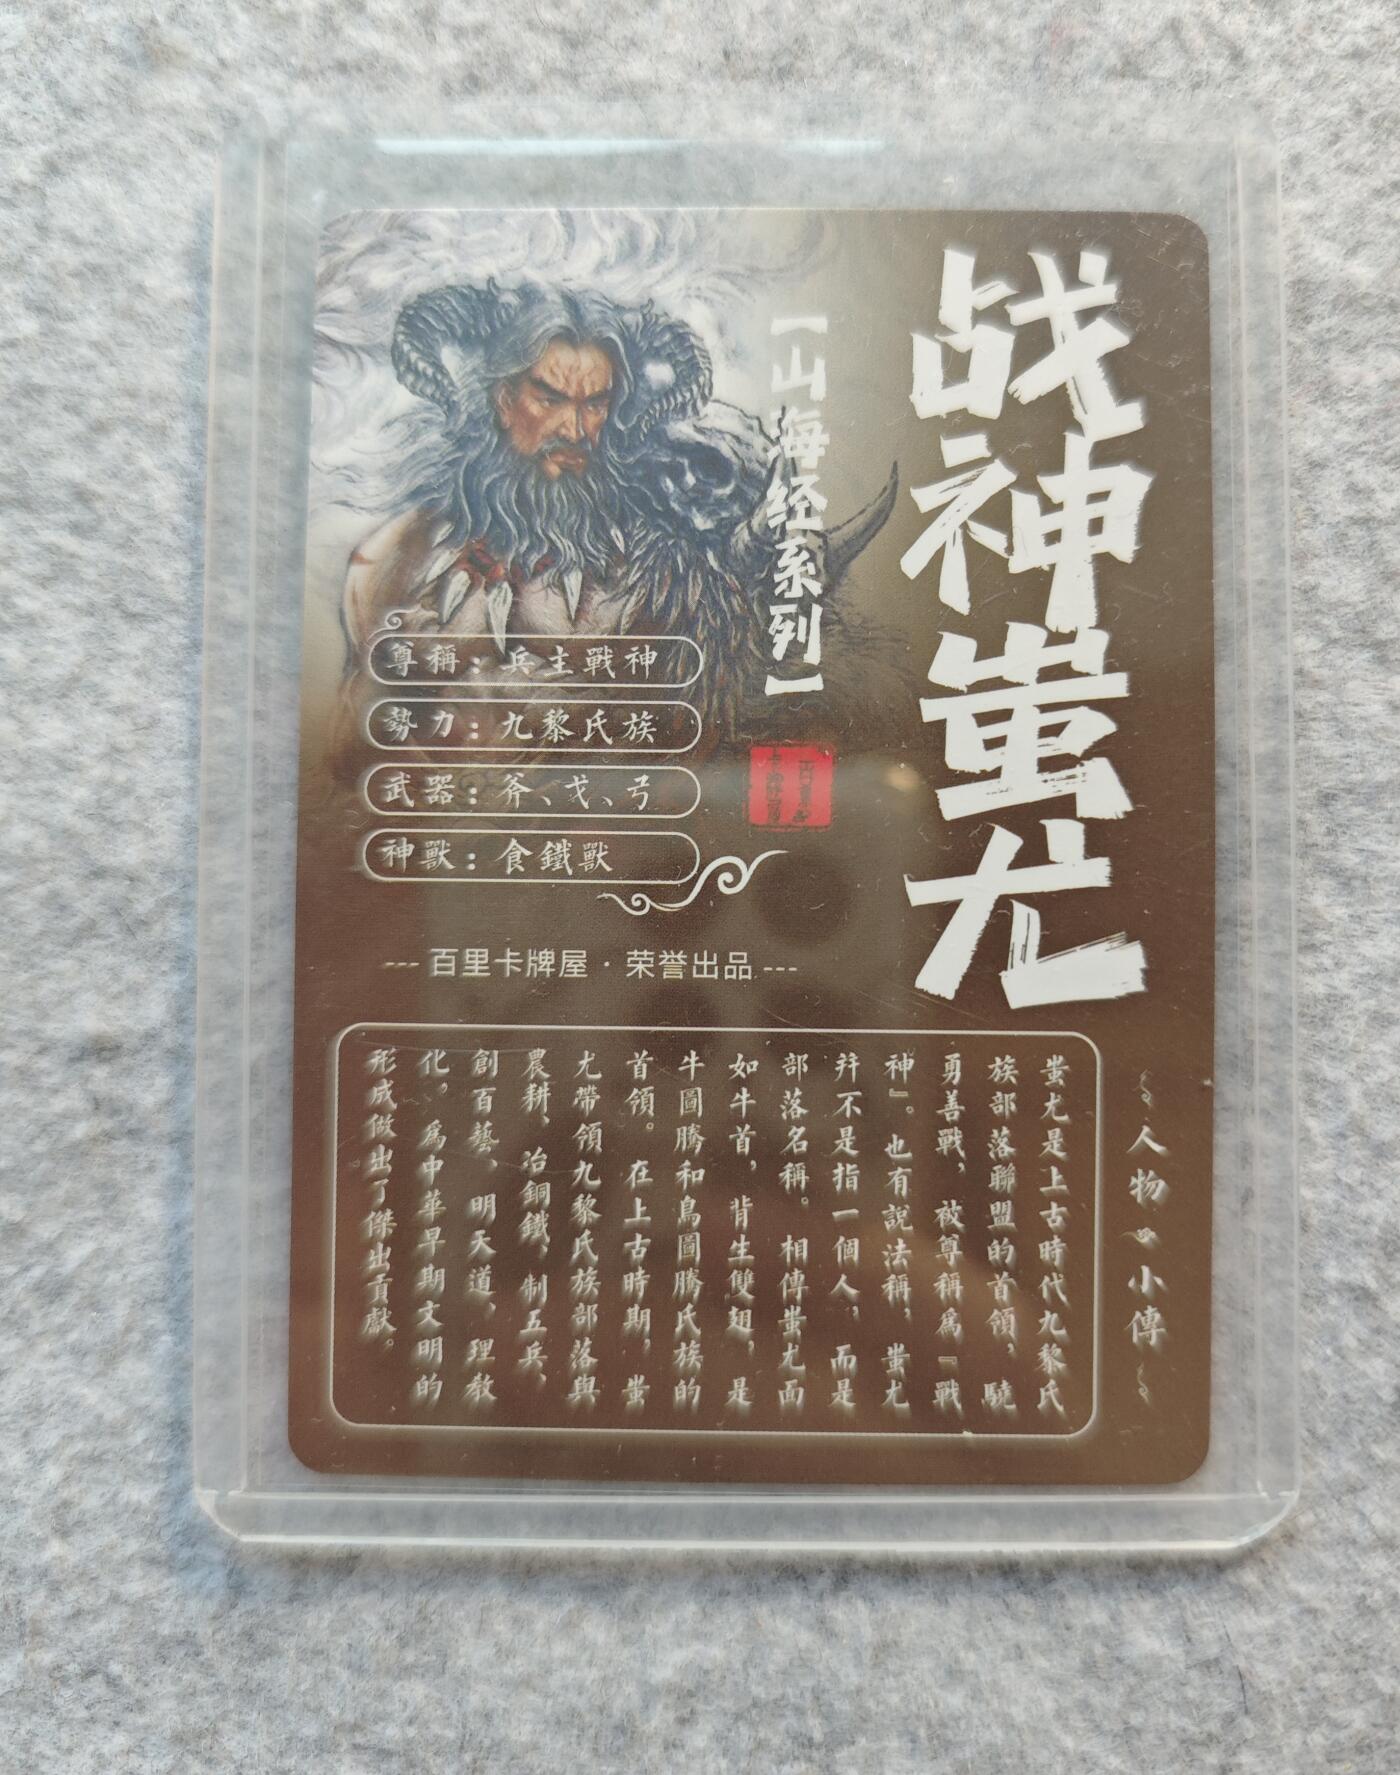 战神蚩尤
【山海经系列】
尊稱：兵主戰神
勢力：九黎氏族
武器：斧、戈、弓
神獸：食鐵獸
--- 百里卡牌屋 · 荣誉出品 ---
人物小傳
蚩尤是上古時代九黎氏
族部落聯盟的首領，驍
勇善戰，被尊稱爲『戰
神』。也有說法稱，蚩尤
并不是指一個人，而是
部落名稱。相傳蚩尤面
如牛首，背生雙翅，是
牛圖騰和鳥圖騰氏族的
首領。在上古時期，蚩
尤帶領九黎氏族部落與
農耕、冶銅鐵、制五兵、
創百藝、明天道、理教
化，爲中華早期文明的
形成做出了傑出貢獻。